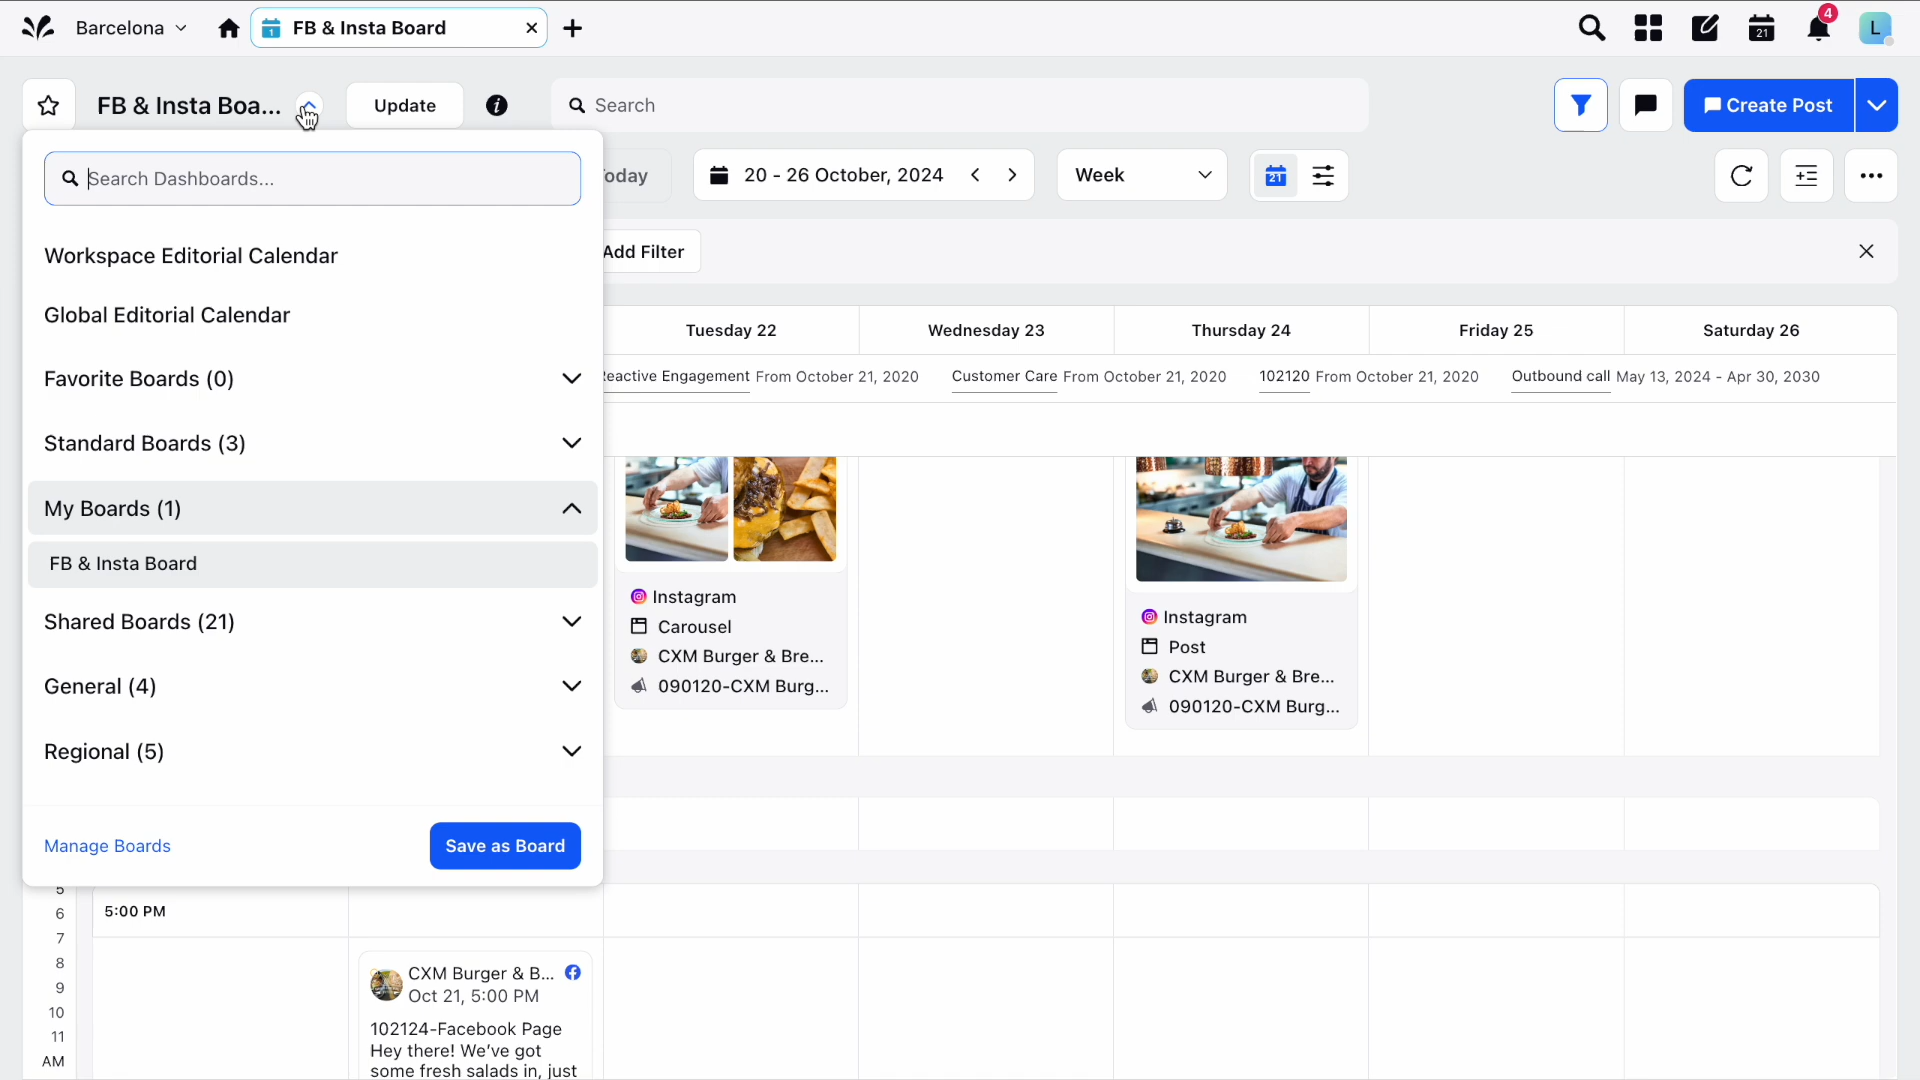 Barcelona
1
FB & Insta Board
21
4
L
FB & Insta Boa...
Update
i
Search
Create Post
Search Dashboards...
oday
20 - 26 October, 2024
Week
21
Workspace Editorial Calendar
Add Filter
Global Editorial Calendar
Tuesday 22
Wednesday 23
Thursday 24
Friday 25
Saturday 26
Favorite Boards (0)
eactive Engagement From October 21, 2020
Customer Care From October 21, 2020
102120 From October 21, 2020
Outbound call May 13, 2024 - Apr 30, 2030
Standard Boards (3)
My Boards (1)
FB & Insta Board
Shared Boards (21)
General (4)
Regional (5)
Manage Boards
Save as Board
Instagram
Carousel
CXM Burger & Bre...
090120-CXM Burg...
Instagram
Post
CXM Burger & Bre...
090120-CXM Burg...
5
6
7
8
9
10
11
AM
5:00 PM
CXM Burger & B...
Oct 21, 5:00 PM
102124-Facebook Page
Hey there! We've got
some fresh salads in, just